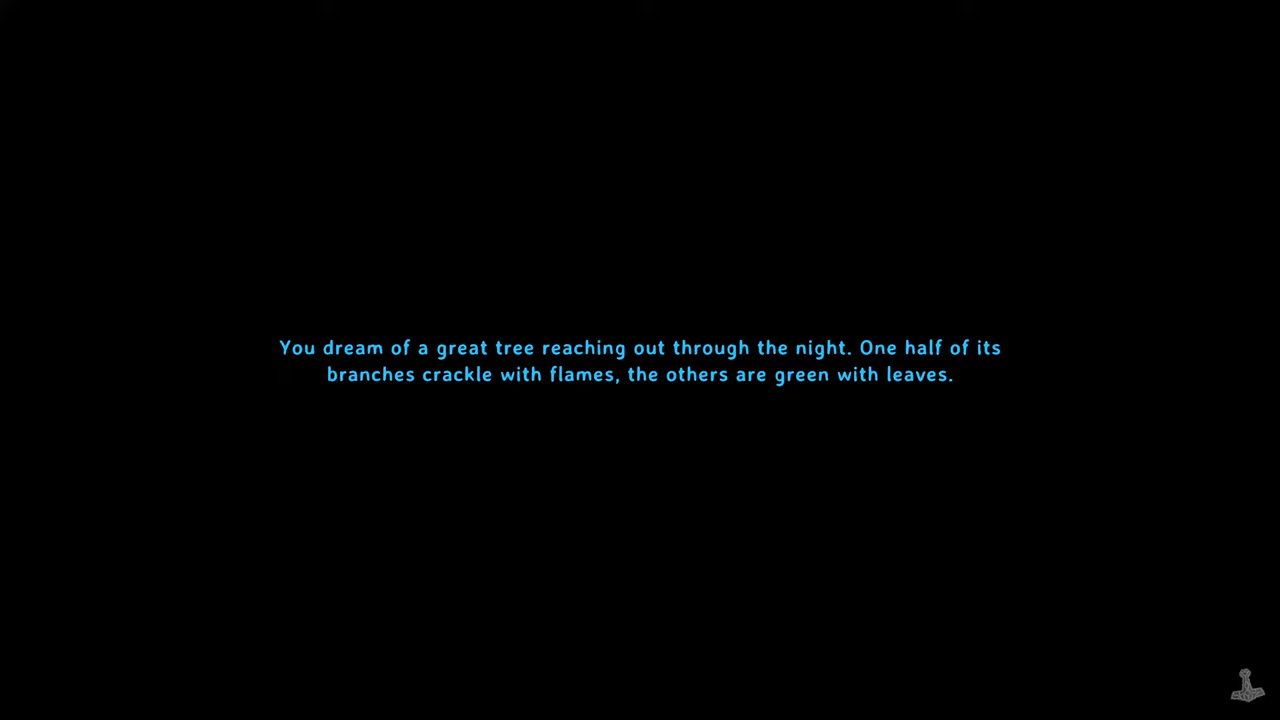 You dream of a great tree reaching out through the night. One half of its
branches crackle with flames, the others are green with leaves.